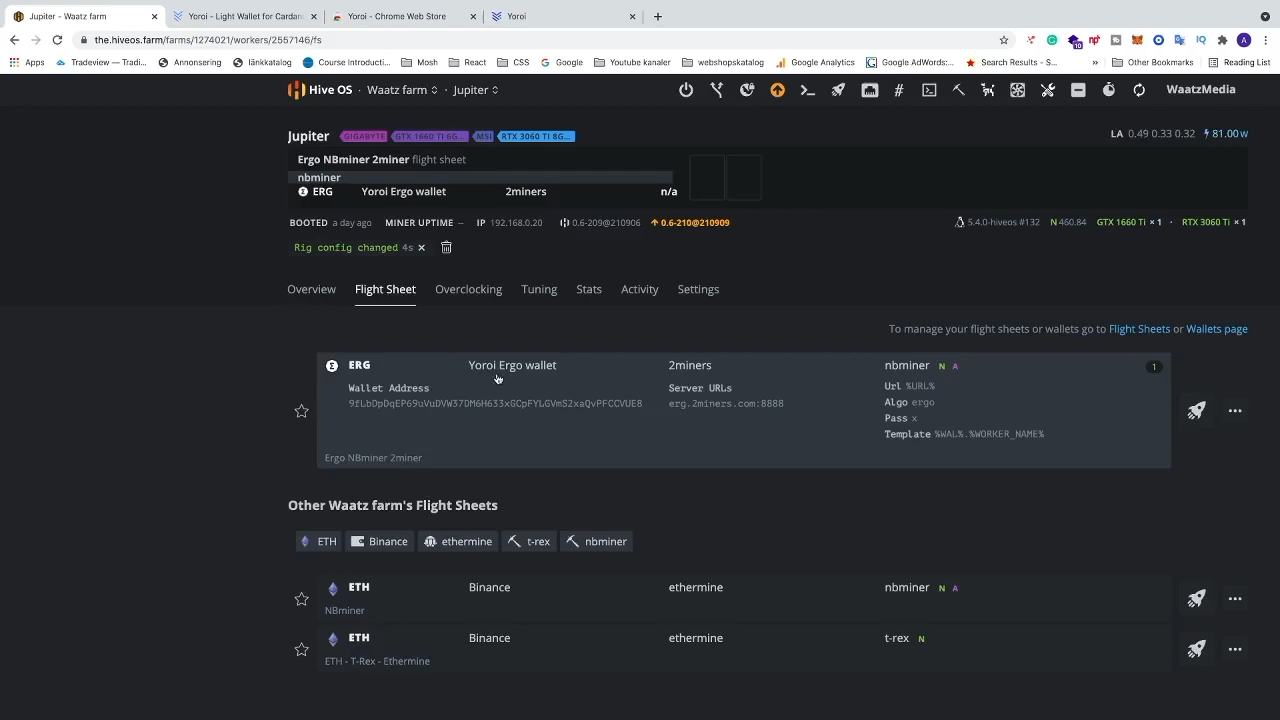 Jupiter - Waatz farm
Yoroi - Light Wallet for Cardan
Yoroi - Chrome Web Store
Yoroi
the.hiveos.farm/farms/1274021/workers/2557146/fs
Apps
Tradeview — Tradi...
Annonsering
länkkatalog
Course Introducti...
Mosh
React
CSS
Google
Youtube kanaler
webshopskatalog
Google Analytics
Google AdWords:...
Search Results – S...
Other Bookmarks
Reading List
Hive OS · Waatz farm Jupiter
WaatzMedia
Jupiter GIGABYTE GTX 1660 TI 6G... MSI RTX 3060 TI 8G...
LA 0.49 0.33 0.32 81.00 W
Ergo NBminer 2miner flight sheet
nbminer
ERG Yoroi Ergo wallet 2miners n/a
BOOTED a day ago MINER UPTIME -- IP 192.168.0.20 0.6-209@210906 0.6-210@210909 5.4.0-hiveos #132 N 460.84 GTX 1660 Ti × 1 · RTX 3060 Ti × 1
Rig config changed 4s ×
Overview Flight Sheet Overclocking Tuning Stats Activity Settings
To manage your flight sheets or wallets go to Flight Sheets or Wallets page
ERG Yoroi Ergo wallet 2miners nbminer N A 1
Wallet Address Server URLs Url %URL%
9fLbDpDqEP69uVuDVW37DM6H633xGCpFYLGVmS2xaQvPFCCVUE8 erg.2miners.com:8888 Algo ergo
Pass x
Template %WAL%.%WORKER_NAME%
Ergo NBminer 2miner
Other Waatz farm's Flight Sheets
ETH Binance ethermine t-rex nbminer
ETH Binance ethermine nbminer N A
NBminer
ETH Binance ethermine t-rex N
ETH - T-Rex - Ethermine